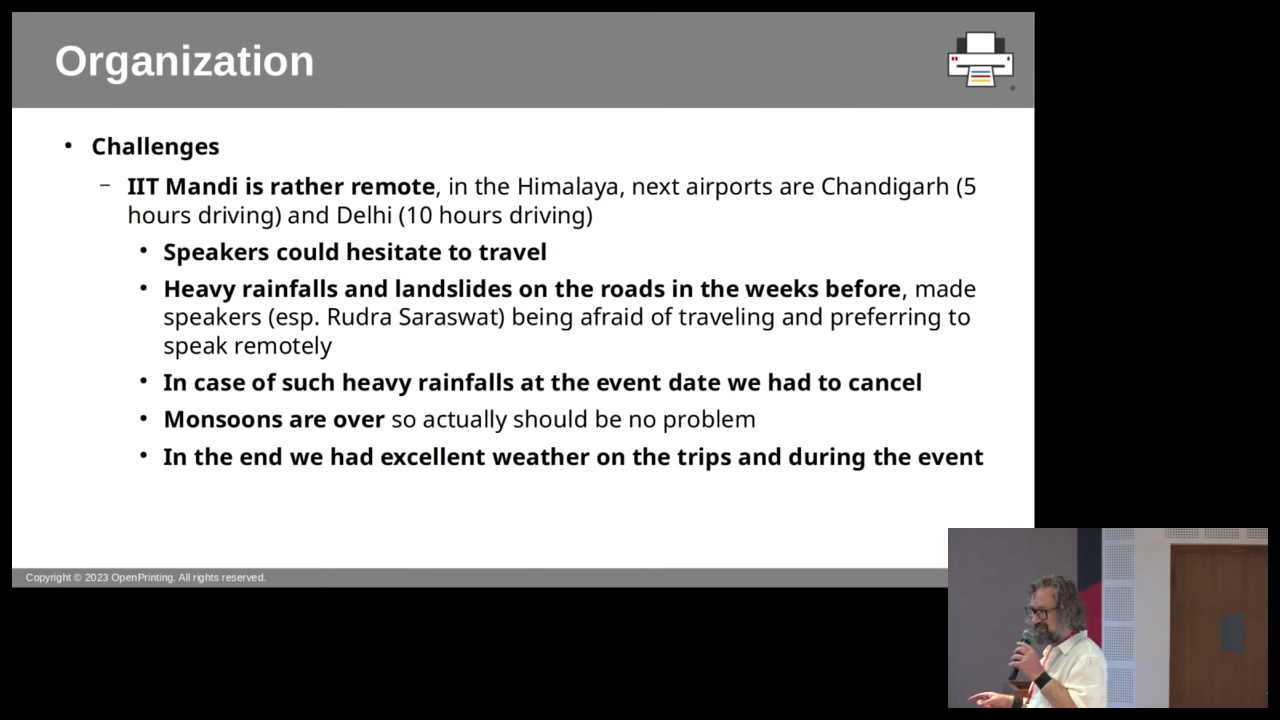 Organization
• Challenges
– IIT Mandi is rather remote, in the Himalaya, next airports are Chandigarh (5
hours driving) and Delhi (10 hours driving)
• Speakers could hesitate to travel
• Heavy rainfalls and landslides on the roads in the weeks before, made
speakers (esp. Rudra Saraswat) being afraid of traveling and preferring to
speak remotely
• In case of such heavy rainfalls at the event date we had to cancel
• Monsoons are over so actually should be no problem
• In the end we had excellent weather on the trips and during the event
Copyright © 2023 OpenPrinting. All rights reserved.